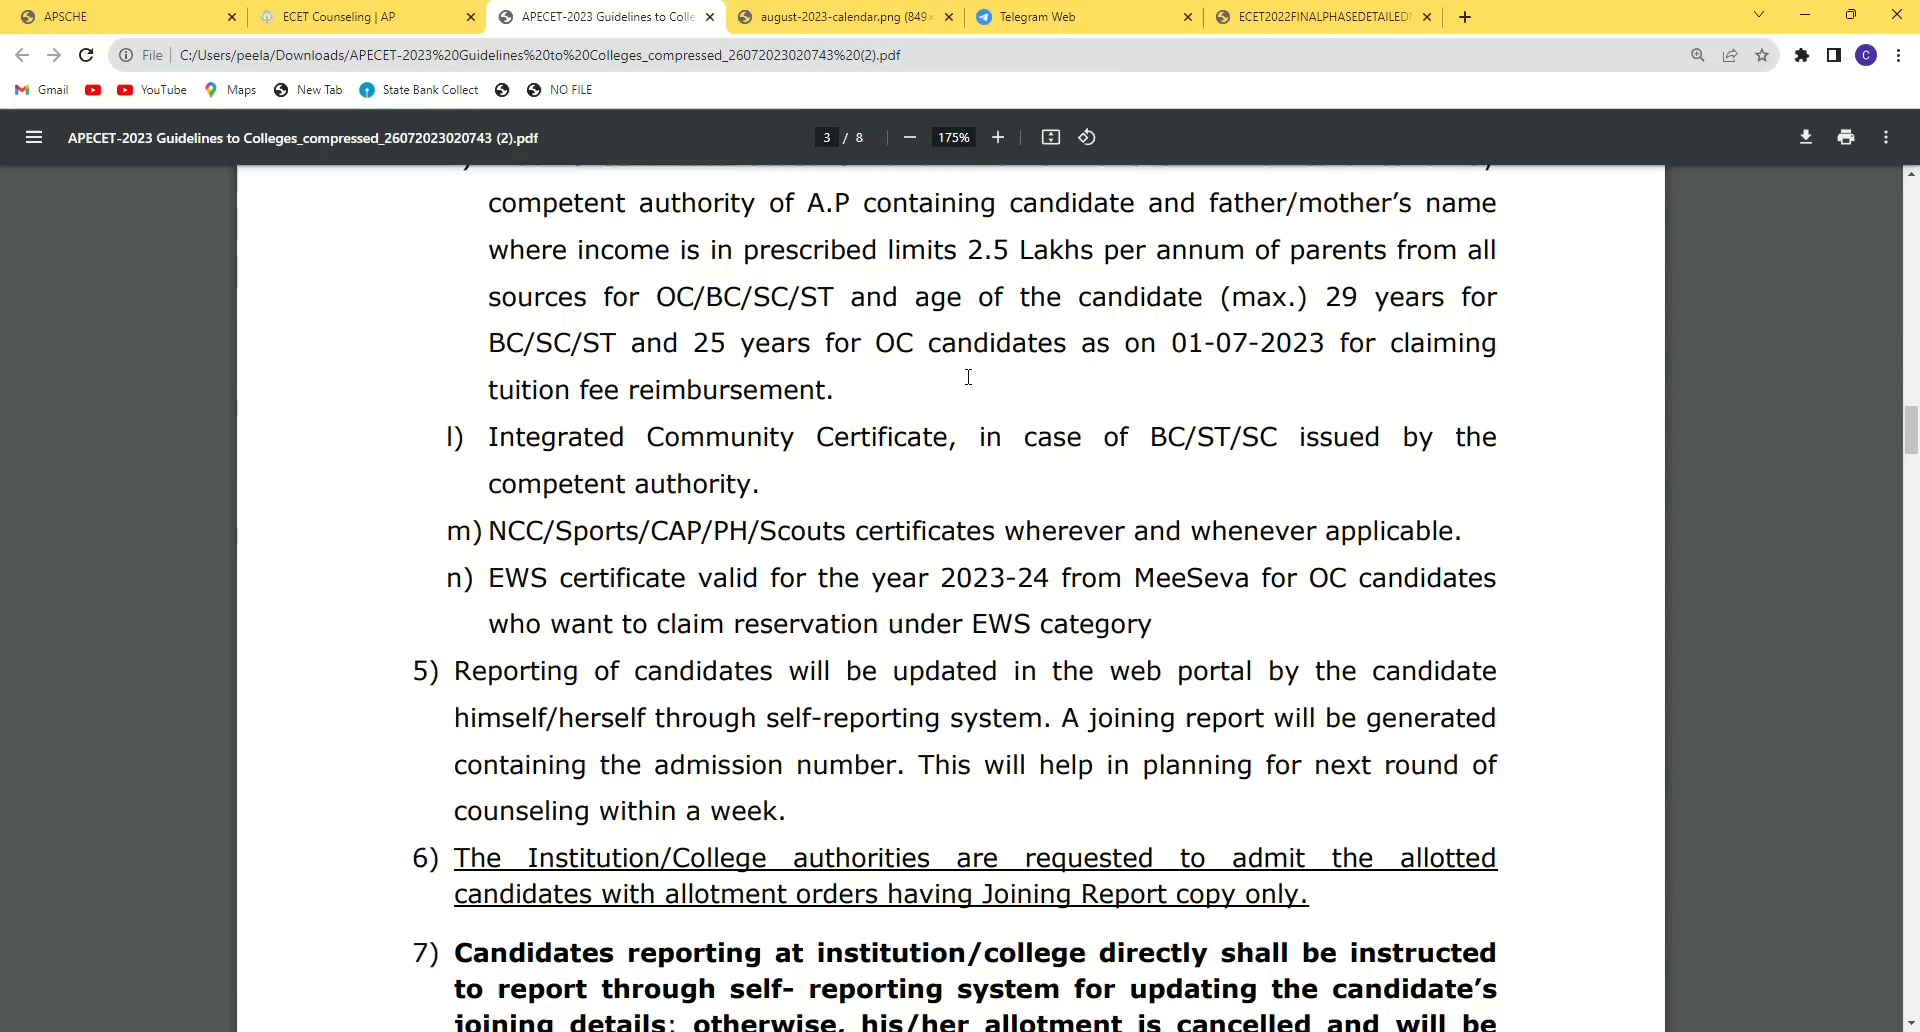 APSCHE
ECET Counseling | AP
APECET-2023 Guidelines to Colle
august-2023-calendar.png (849
Telegram Web
ECET2022FINALPHASEDETAILED
File
C:/Users/peela/Downloads/APECET-2023%20Guidelines%20to%20Colleges_compressed_26072023020743%20(2).pdf
C
Gmail
YouTube
Maps
New Tab
State Bank Collect
NO FILE
APECET-2023 Guidelines to Colleges_compressed_26072023020743 (2).pdf
3 / 8
175%
competent authority of A.P containing candidate and father/mother’s name
where income is in prescribed limits 2.5 Lakhs per annum of parents from all
sources for OC/BC/SC/ST and age of the candidate (max.) 29 years for
BC/SC/ST and 25 years for OC candidates as on 01-07-2023 for claiming
tuition fee reimbursement.
l) Integrated Community Certificate, in case of BC/ST/SC issued by the
competent authority.
m) NCC/Sports/CAP/PH/Scouts certificates wherever and whenever applicable.
n) EWS certificate valid for the year 2023-24 from MeeSeva for OC candidates
who want to claim reservation under EWS category
5) Reporting of candidates will be updated in the web portal by the candidate
himself/herself through self-reporting system. A joining report will be generated
containing the admission number. This will help in planning for next round of
counseling within a week.
6) The Institution/College authorities are requested to admit the allotted
candidates with allotment orders having Joining Report copy only.
7) Candidates reporting at institution/college directly shall be instructed
to report through self- reporting system for updating the candidate’s
joining details; otherwise, his/her allotment is cancelled and will be